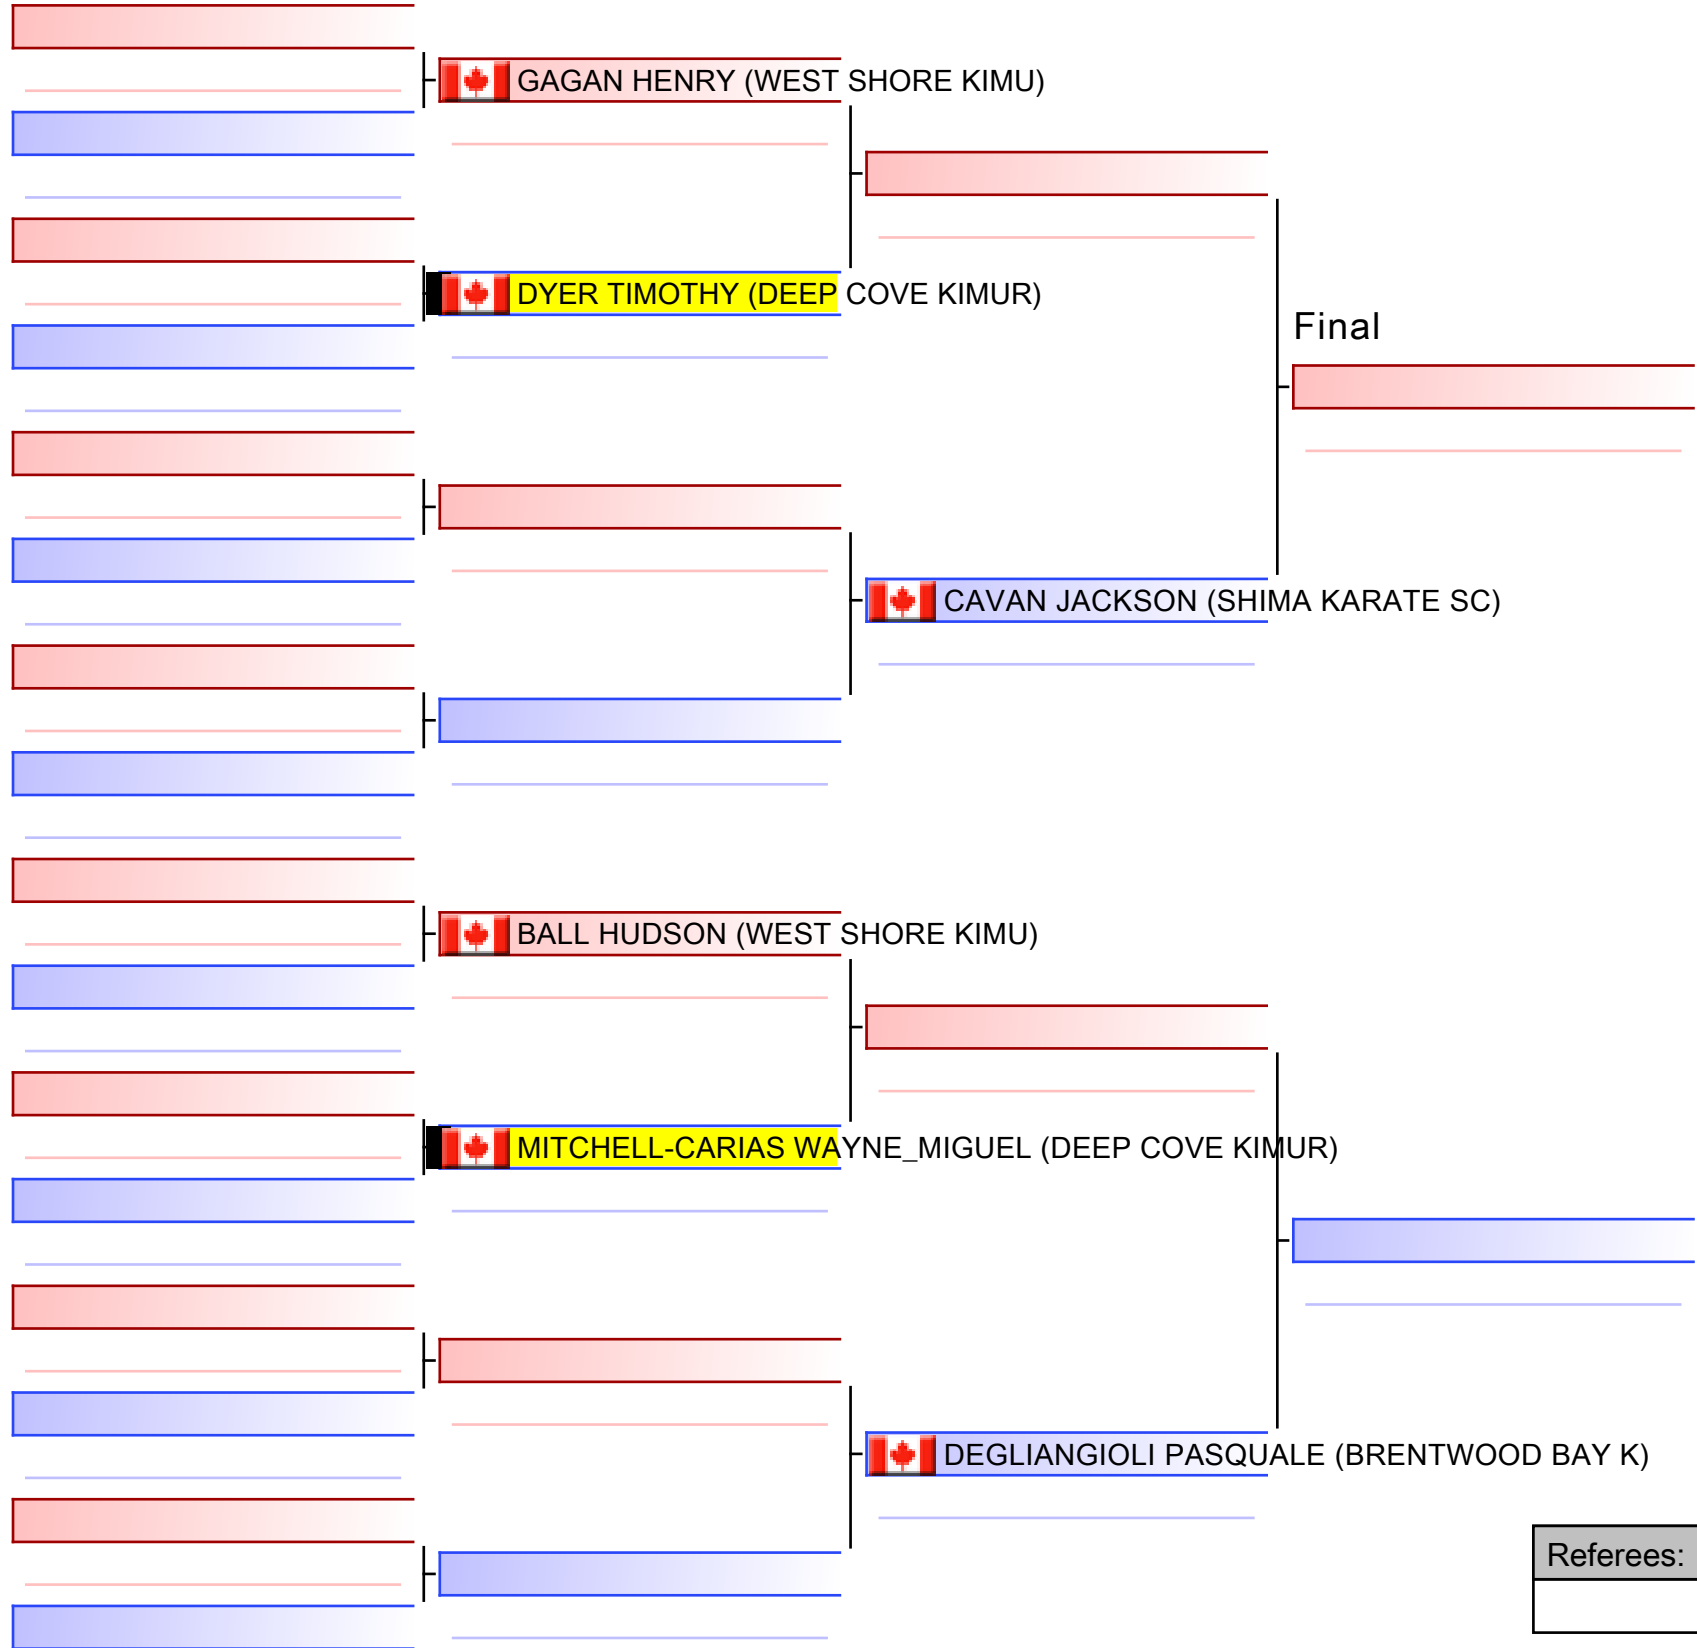 GAGAN HENRY (WEST SHORE KIMU)
DYER TIMOTHY (DEEP COVE KIMUR)
Final
CAVAN JACKSON (SHIMA KARATE SC)
BALL HUDSON (WEST SHORE KIMU)
MITCHELL-CARIAS WAYNE_MIGUEL (DEEP COVE KIMUR)
DEGLIANGIOLI PASQUALE (BRENTWOOD BAY K)
Referees: